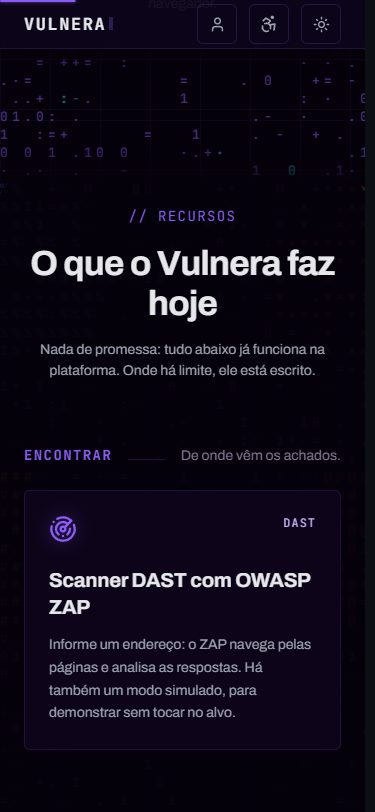 navegador.
VULNERA
// RECURSOS
O que o Vulnera faz
hoje
Nada de promessa: tudo abaixo já funciona na
plataforma. Onde há limite, ele está escrito.
ENCONTRAR
De onde vêm os achados.
DAST
Scanner DAST com OWASP
ZAP
Informe um endereço: o ZAP navega pelas
páginas e analisa as respostas. Há
também um modo simulado, para
demonstrar sem tocar no alvo.